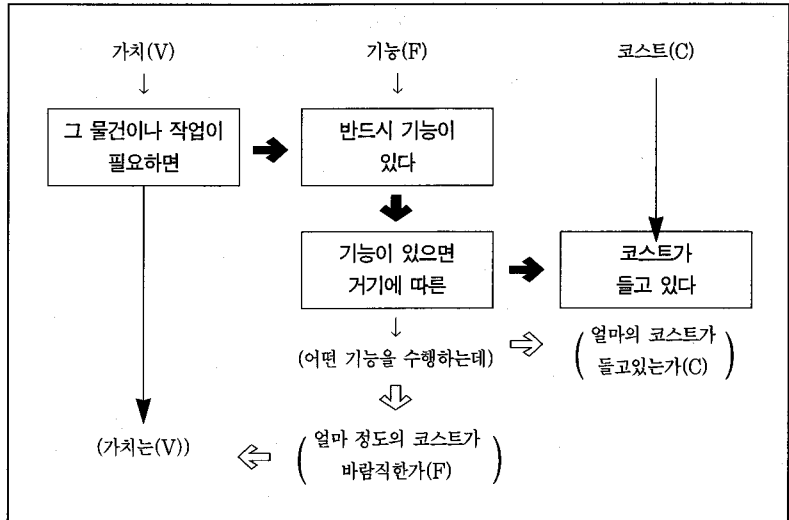 가치(V)
기능(F)
코스트(C)
↓
↓
그 물건이나 작업이
필요하면
반드시 기능이
있다
기능이 있으면
거기에 따른
코스트가
들고 있다
↓
(어떤 기능을 수행하는데)
(얼마의 코스트가
들고있는가(C))
(가치는(V))
(얼마 정도의 코스트가
바람직한가(F))